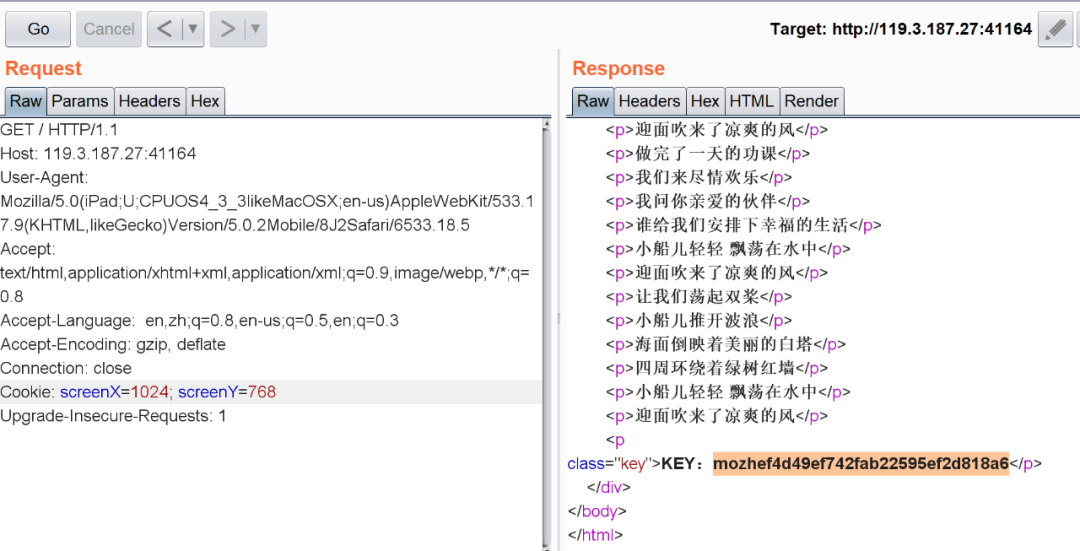 Go Cancel < ▼ > ▼ Target: http://119.3.187.27:41164
Request
Raw Params Headers Hex
GET / HTTP/1.1
Host: 119.3.187.27:41164
User-Agent:
Mozilla/5.0(iPad;U;CPUOS4_3_3likeMacOSX;en-us)AppleWebKit/533.1
7.9(KHTML,likeGecko)Version/5.0.2Mobile/8J2Safari/6533.18.5
Accept:
text/html,application/xhtml+xml,application/xml;q=0.9,image/webp,*/*;q=
0.8
Accept-Language:  en,zh;q=0.8,en-us;q=0.5,en;q=0.3
Accept-Encoding: gzip, deflate
Connection: close
Cookie: screenX=1024; screenY=768
Upgrade-Insecure-Requests: 1
Response
Raw Headers Hex HTML Render
<p>迎面吹来了凉爽的风</p>
<p>做完了一天的功课</p>
<p>我们来尽情欢乐</p>
<p>我问你亲爱的伙伴</p>
<p>谁给我们安排下幸福的生活</p>
<p>小船儿轻轻 飘荡在水中</p>
<p>迎面吹来了凉爽的风</p>
<p>让我们荡起双桨</p>
<p>小船儿推开波浪</p>
<p>海面倒映着美丽的白塔</p>
<p>四周环绕着绿树红墙</p>
<p>小船儿轻轻 飘荡在水中</p>
<p>迎面吹来了凉爽的风</p>
<p
class="key">KEY：mozhef4d49ef742fab22595ef2d818a6</p>
</div>
</body>
</html>